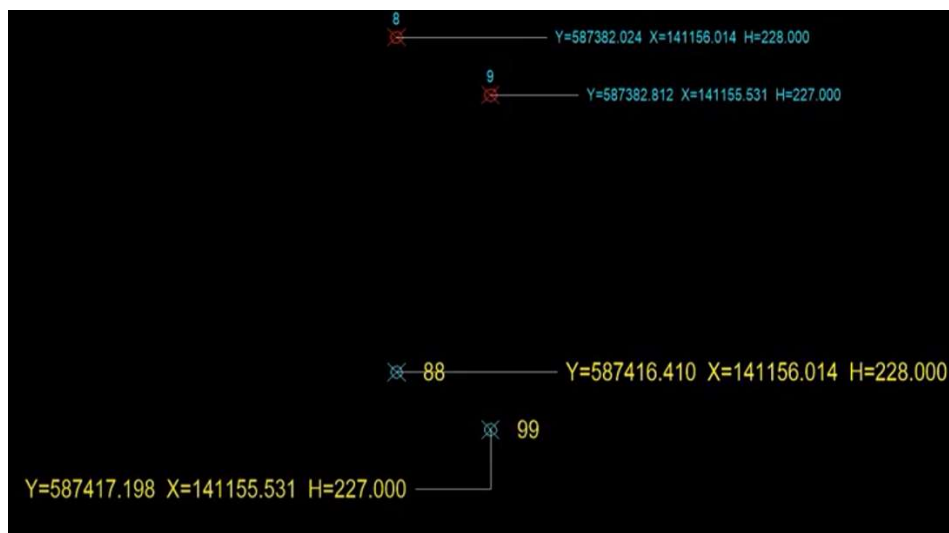 8
Y=587382.024 X=141156.014 H=228.000
9
Y=587382.812 X=141155.531 H=227.000
88 Y=587416.410 X=141156.014 H=228.000
99
Y=587417.198 X=141155.531 H=227.000